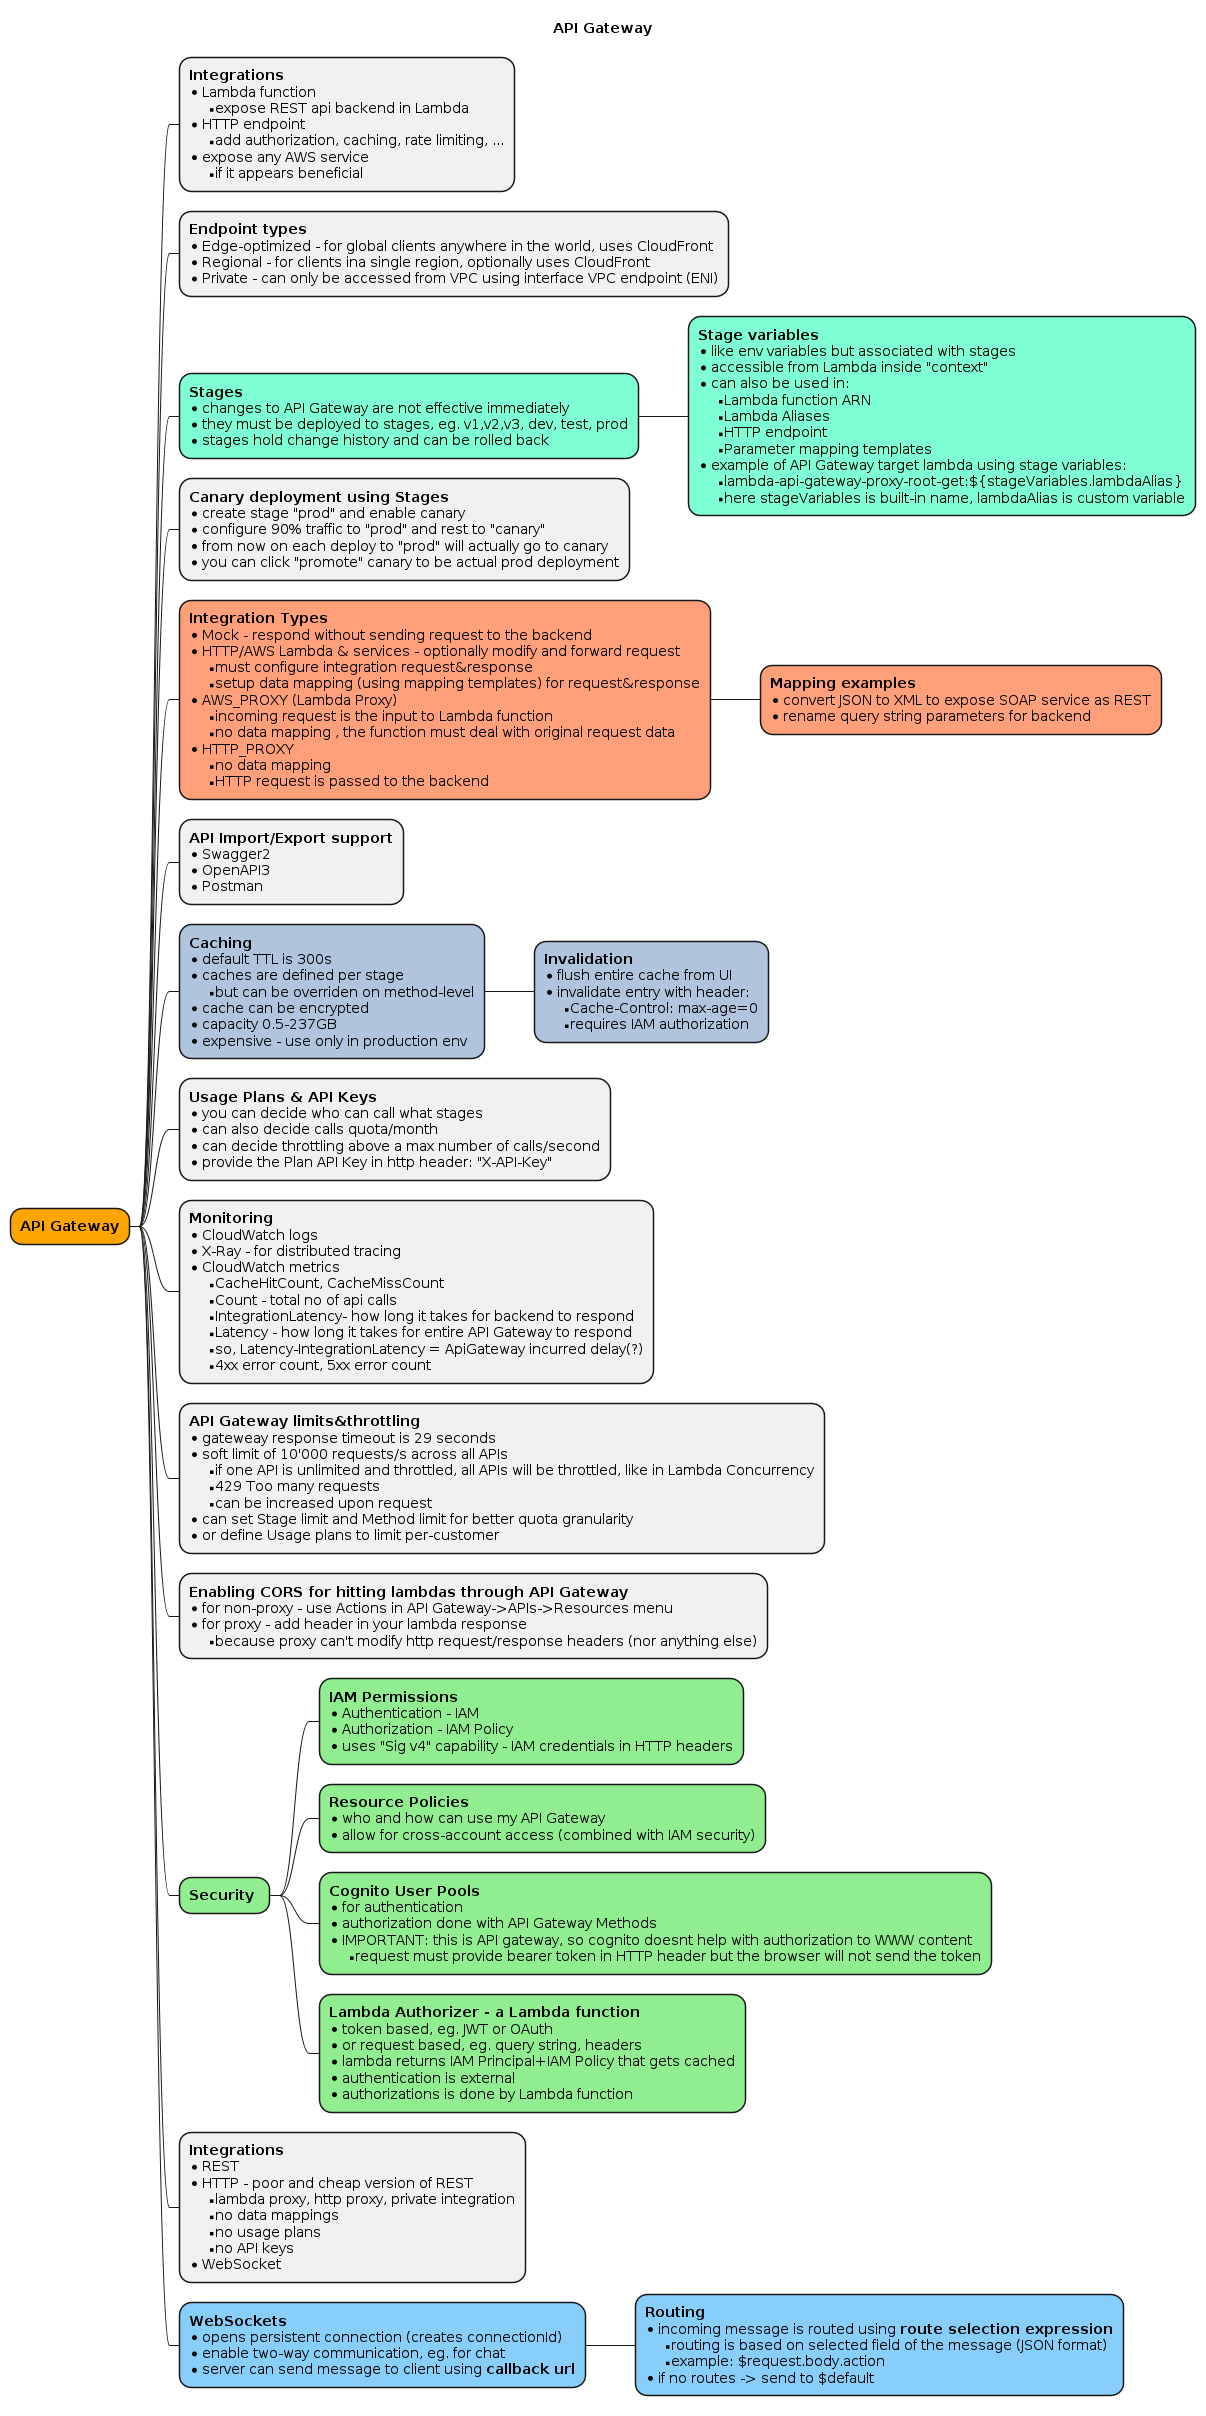 API Gateway
Integrations
• Lambda function
▪expose REST api backend in Lambda
• HTTP endpoint
▪add authorization, caching, rate limiting, ...
• expose any AWS service
▪if it appears beneficial
Endpoint types
• Edge-optimized - for global clients anywhere in the world, uses CloudFront
• Regional - for clients ina single region, optionally uses CloudFront
• Private - can only be accessed from VPC using interface VPC endpoint (ENI)
Stages
• changes to API Gateway are not effective immediately
• they must be deployed to stages, eg. v1,v2,v3, dev, test, prod
• stages hold change history and can be rolled back
Stage variables
• like env variables but associated with stages
• accessible from Lambda inside "context"
• can also be used in:
▪Lambda function ARN
▪Lambda Aliases
▪HTTP endpoint
▪Parameter mapping templates
• example of API Gateway target lambda using stage variables:
▪lambda-api-gateway-proxy-root-get:${stageVariables.lambdaAlias}
▪here stageVariables is built-in name, lambdaAlias is custom variable
Canary deployment using Stages
• create stage "prod" and enable canary
• configure 90% traffic to "prod" and rest to "canary"
• from now on each deploy to "prod" will actually go to canary
• you can click "promote" canary to be actual prod deployment
Integration Types
• Mock - respond without sending request to the backend
• HTTP/AWS Lambda & services - optionally modify and forward request
▪must configure integration request&response
▪setup data mapping (using mapping templates) for request&response
• AWS_PROXY (Lambda Proxy)
▪incoming request is the input to Lambda function
▪no data mapping , the function must deal with original request data
• HTTP_PROXY
▪no data mapping
▪HTTP request is passed to the backend
Mapping examples
• convert JSON to XML to expose SOAP service as REST
• rename query string parameters for backend
API Import/Export support
• Swagger2
• OpenAPI3
• Postman
Caching
• default TTL is 300s
• caches are defined per stage
▪but can be overriden on method-level
• cache can be encrypted
• capacity 0.5-237GB
• expensive - use only in production env
Invalidation
• flush entire cache from UI
• invalidate entry with header:
▪Cache-Control: max-age=0
▪requires IAM authorization
Usage Plans & API Keys
• you can decide who can call what stages
• can also decide calls quota/month
• can decide throttling above a max number of calls/second
• provide the Plan API Key in http header: "X-API-Key"
API Gateway
Monitoring
• CloudWatch logs
• X-Ray - for distributed tracing
• CloudWatch metrics
▪CacheHitCount, CacheMissCount
▪Count - total no of api calls
▪IntegrationLatency- how long it takes for backend to respond
▪Latency - how long it takes for entire API Gateway to respond
▪so, Latency-IntegrationLatency = ApiGateway incurred delay(?)
▪4xx error count, 5xx error count
API Gateway limits&throttling
• gateweay response timeout is 29 seconds
• soft limit of 10'000 requests/s across all APIs
▪if one API is unlimited and throttled, all APIs will be throttled, like in Lambda Concurrency
▪429 Too many requests
▪can be increased upon request
• can set Stage limit and Method limit for better quota granularity
• or define Usage plans to limit per-customer
Enabling CORS for hitting lambdas through API Gateway
• for non-proxy - use Actions in API Gateway->APIs->Resources menu
• for proxy - add header in your lambda response
▪because proxy can't modify http request/response headers (nor anything else)
Security
IAM Permissions
• Authentication - IAM
• Authorization - IAM Policy
• uses "Sig v4" capability - IAM credentials in HTTP headers
Resource Policies
• who and how can use my API Gateway
• allow for cross-account access (combined with IAM security)
Cognito User Pools
• for authentication
• authorization done with API Gateway Methods
• IMPORTANT: this is API gateway, so cognito doesnt help with authorization to WWW content
▪request must provide bearer token in HTTP header but the browser will not send the token
Lambda Authorizer - a Lambda function
• token based, eg. JWT or OAuth
• or request based, eg. query string, headers
• lambda returns IAM Principal+IAM Policy that gets cached
• authentication is external
• authorizations is done by Lambda function
Integrations
• REST
• HTTP - poor and cheap version of REST
▪lambda proxy, http proxy, private integration
▪no data mappings
▪no usage plans
▪no API keys
• WebSocket
WebSockets
• opens persistent connection (creates connectionId)
• enable two-way communication, eg. for chat
• server can send message to client using callback url
Routing
• incoming message is routed using route selection expression
▪routing is based on selected field of the message (JSON format)
▪example: $request.body.action
• if no routes -> send to $default